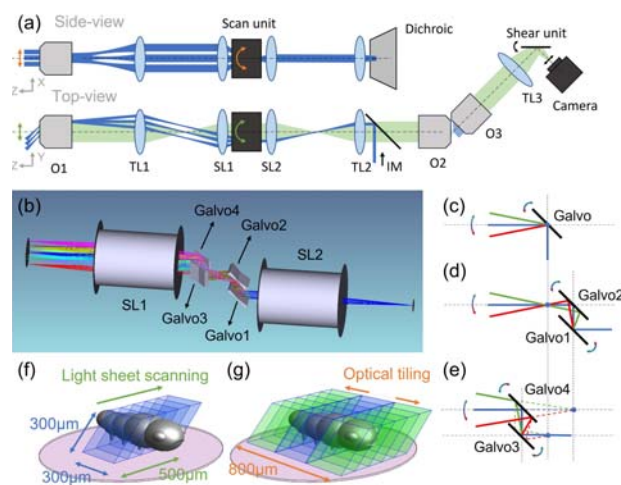 (a) Side-view
Scan unit
Dichroic
Shear unit
X
Z
Top-view
TL3
Camera
Z
Y
O1
TL1
SL1
SL2
TL2
IM
O2
O3
(b)
Galvo4
Galvo2
SL2
SL1
Galvo3
Galvo1
(c)
Galvo
(d)
Galvo2
Galvo1
(e)
Galvo4
Galvo3
(f)
Light sheet scanning
300μm
300μm
500μm
(g)
Optical tiling
800μm